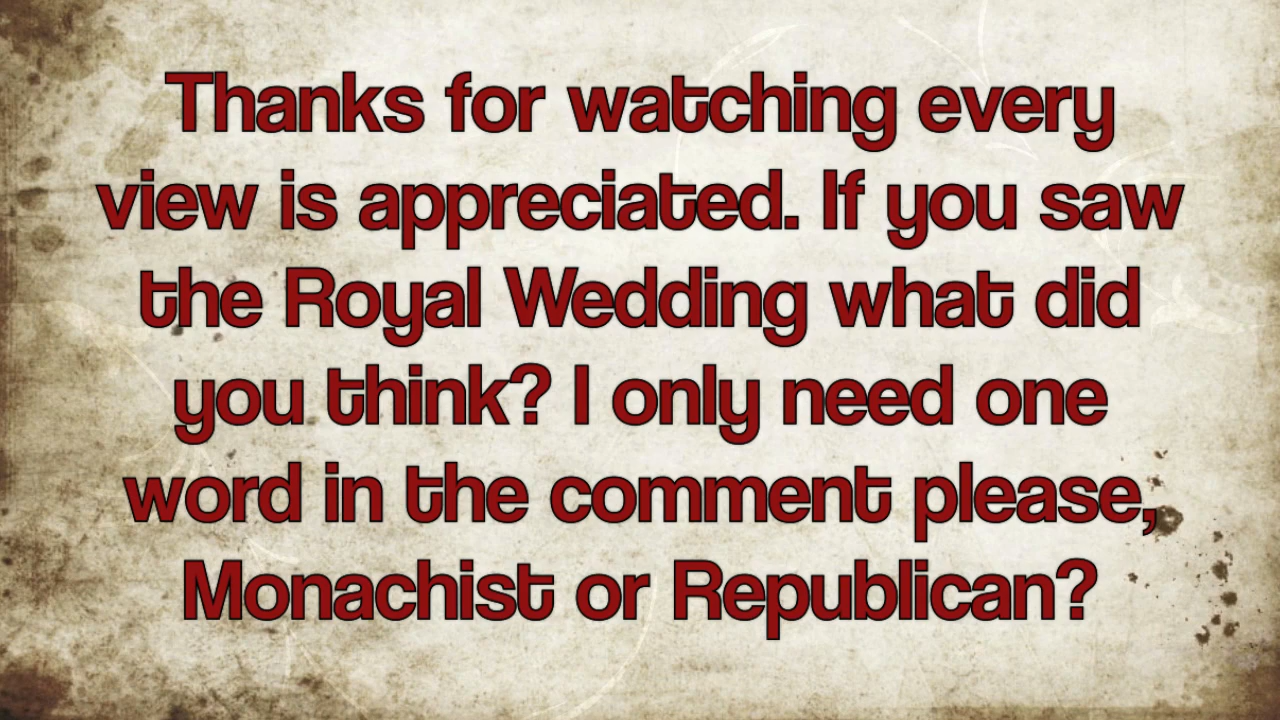 Thanks for watching every
view is appreciated. If you saw
the Royal Wedding what did
you think? I only need one
word in the comment please,
Monachist or Republican?